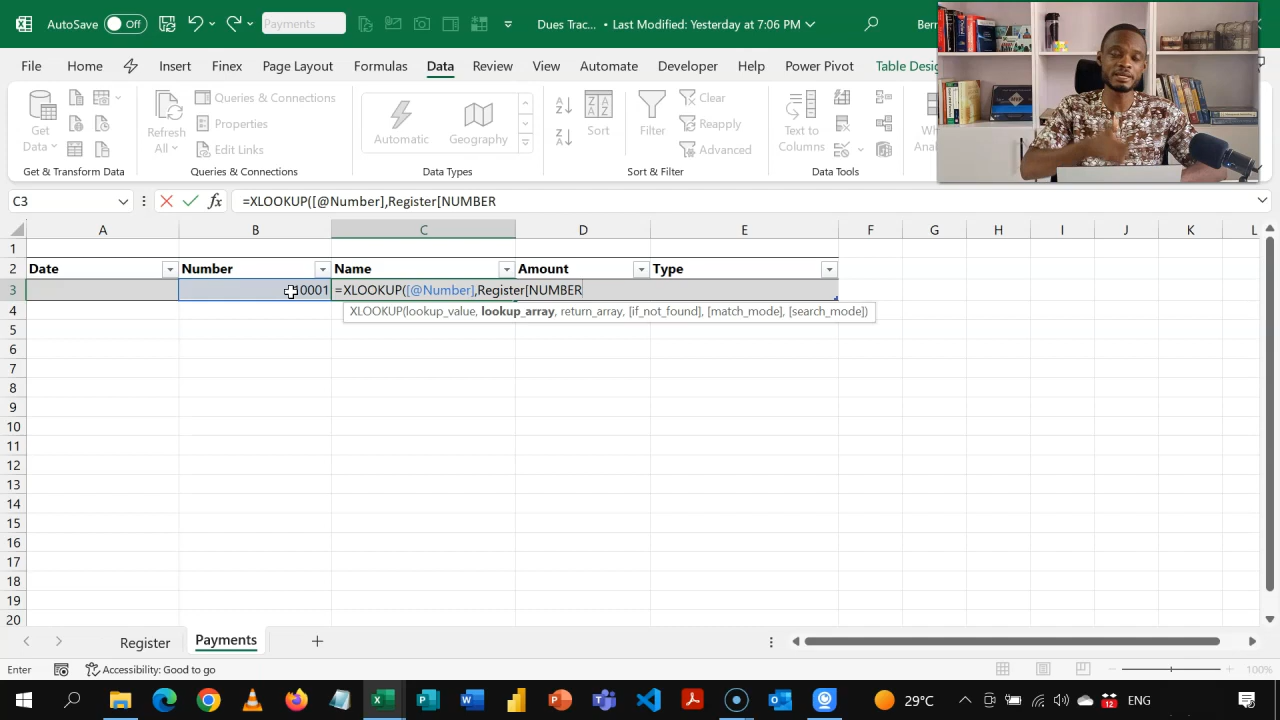 AutoSave Off Payments Dues Trac... • Last Modified: Yesterday at 7:06 PM Bern
File Home Insert Finex Page Layout Formulas Data Review View Automate Developer Help Power Pivot Table Desig
Get Data
Refresh All
Queries & Connections
Properties
Edit Links
Automatic
Geography
Sort
Filter
Clear
Reapply
Advanced
Text to Columns
Get & Transform Data Queries & Connections Data Types Sort & Filter Data Tools
C3 fx =XLOOKUP([@Number],Register[NUMBER
A B C D E F G H I J K L
1
2 Date Number Name Amount Type
3 10001 =XLOOKUP([@Number],Register[NUMBER
XLOOKUP(lookup_value, lookup_array, return_array, [if_not_found], [match_mode], [search_mode])
4
5
6
7
8
9
10
11
12
13
14
15
16
17
18
19
20
Register Payments
Enter Accessibility: Good to go 100%
29°C 12 ENG